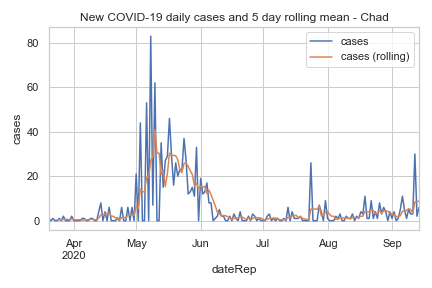 New COVID-19 daily cases and 5 day rolling mean - Chad
cases
cases (rolling)
80
60
40
20
0
cases
Apr
2020
May
Jun
Jul
Aug
Sep
dateRep